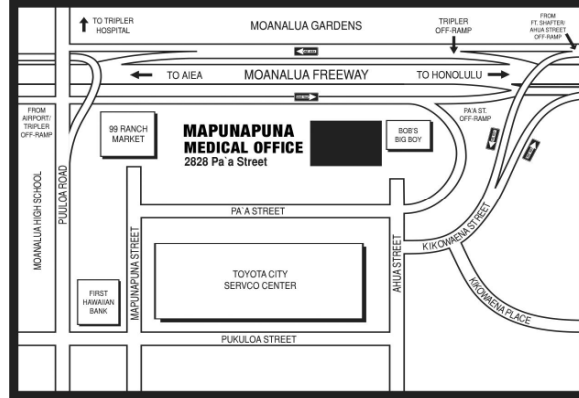 TO TRIPLER
HOSPITAL
MOANALUA GARDENS
TRIPLER
OFF-RAMP
FROM
FT. SHAFTER/
AHUA STREET
OFF-RAMP
TO AIEA
MOANALUA FREEWAY
TO HONOLULU
FROM
AIRPORT/
TRIPLER
OFF-RAMP
99 RANCH
MARKET
MAPUNAPUNA
MEDICAL OFFICE
2828 Pa`a Street
BOB'S
BIG BOY
PA'A ST.
OFF-RAMP
MOANALUA HIGH SCHOOL
PUULOA ROAD
MAPUNAPUNA STREET
PA`A STREET
AHUA STREET
KIKOWAENA STREET
KIKOWAENA PLACE
TOYOTA CITY
SERVCO CENTER
FIRST
HAWAIIAN
BANK
PUKULOA STREET